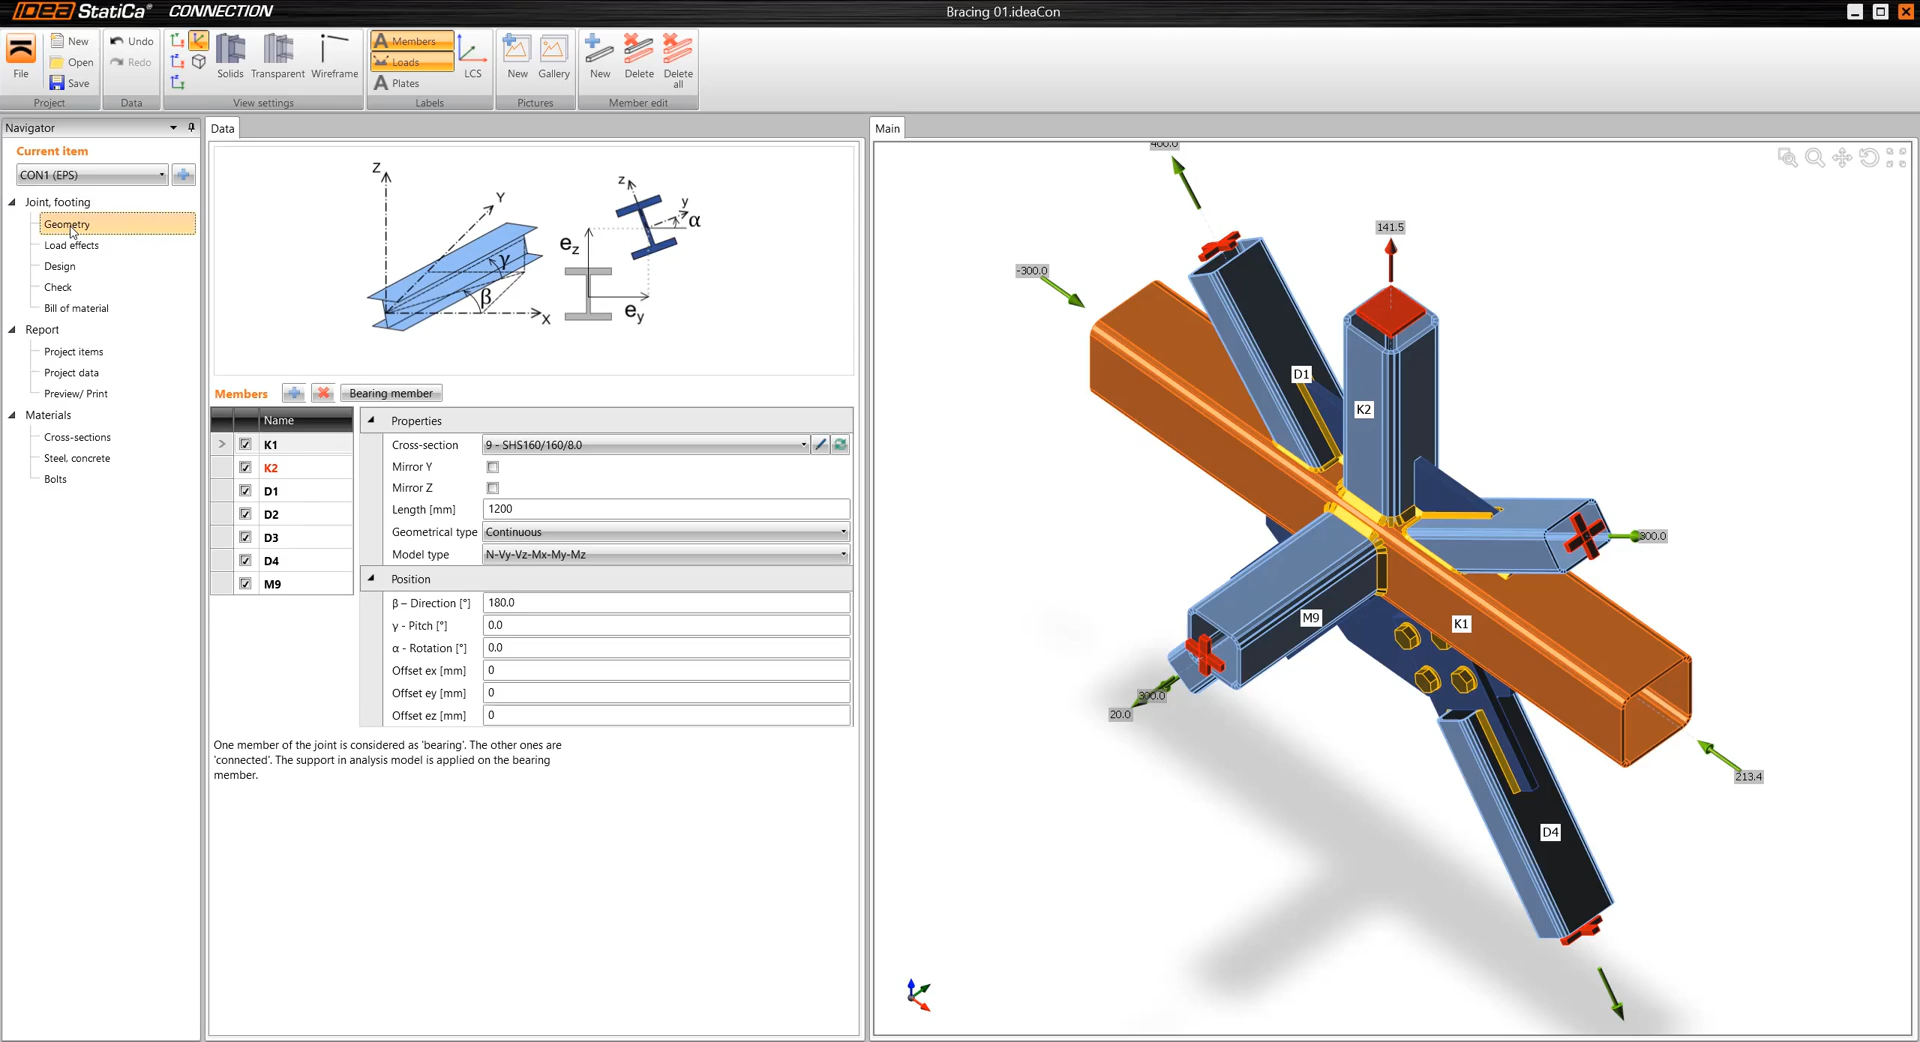 IDEA StatiCa® CONNECTION
Bracing 01.ideaCon
File
New
Open
Save
Project
Undo
Redo
Data
Solids
Transparent
Wireframe
View settings
Members
Loads
Plates
LCS
Labels
New
Gallery
Pictures
New
Delete
Delete all
Member edit
Navigator
Current item
CON1 (EPS)
Joint, footing
Geometry
Load effects
Design
Check
Bill of material
Report
Project items
Project data
Preview/ Print
Materials
Cross-sections
Steel, concrete
Bolts
Data
Z
Y
X
γ
β
z
y
α
ez
ey
Members
Bearing member
Name
K1
K2
D1
D2
D3
D4
M9
Properties
Cross-section 9 - SHS160/160/8.0
Mirror Y
Mirror Z
Length [mm] 1200
Geometrical type Continuous
Model type N-Vy-Vz-Mx-My-Mz
Position
β – Direction [°] 180.0
γ - Pitch [°] 0.0
α - Rotation [°] 0.0
Offset ex [mm] 0
Offset ey [mm] 0
Offset ez [mm] 0
One member of the joint is considered as 'bearing'. The other ones are
'connected'. The support in analysis model is applied on the bearing
member.
Main
400.0
141.5
-300.0
D1
K2
300.0
M9
K1
300.0
20.0
213.4
D4